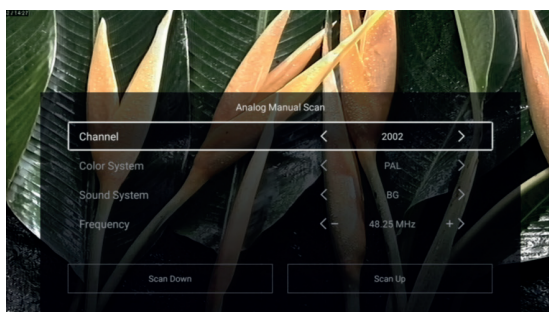 Analog Manual Scan
Channel < 2002 >
Color System < PAL >
Sound System < BG >
Frequency < − 48.25 MHz + >
Scan Down Scan Up